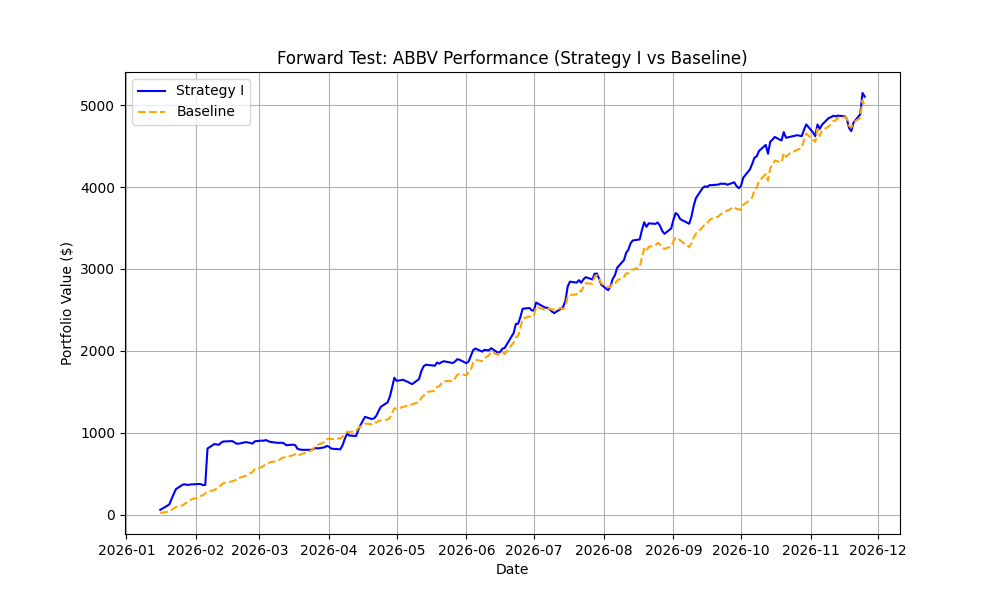 Forward Test: ABBV Performance (Strategy I vs Baseline)
Strategy I
Baseline
Portfolio Value ($)
5000
4000
3000
2000
1000
0
2026-01 2026-02 2026-03 2026-04 2026-05 2026-06 2026-07 2026-08 2026-09 2026-10 2026-11 2026-12
Date